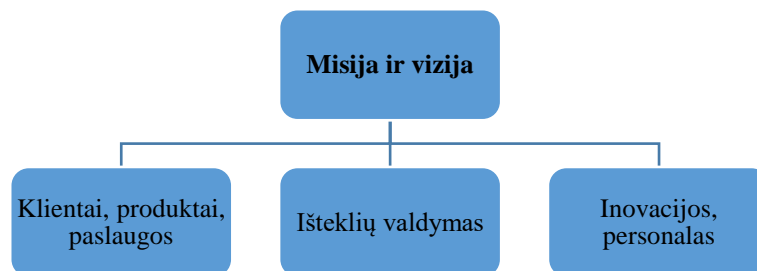 Misija ir vizija
Klientai, produktai,
paslaugos
Išteklių valdymas
Inovacijos,
personalas